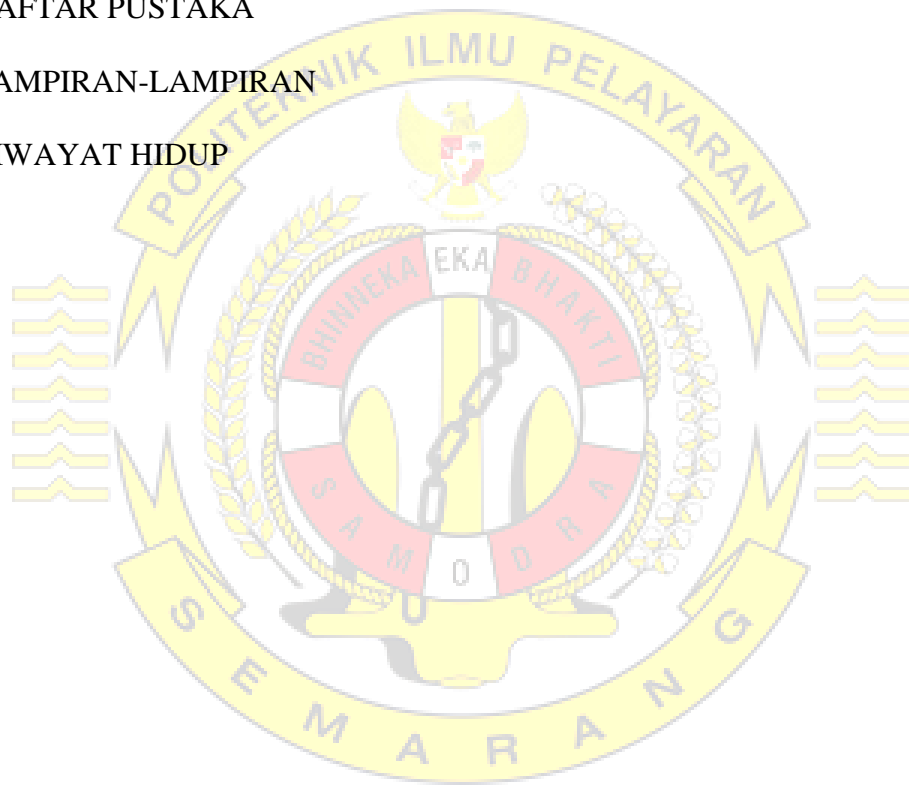 AFTAR PUSTAKA
AMPIRAN-LAMPIRAN
IWAYAT HIDUP
POLITEKNIK ILMU PELAYARAN
BHINNEKA EKA BHAKTI
SAMODRA
SEMARANG